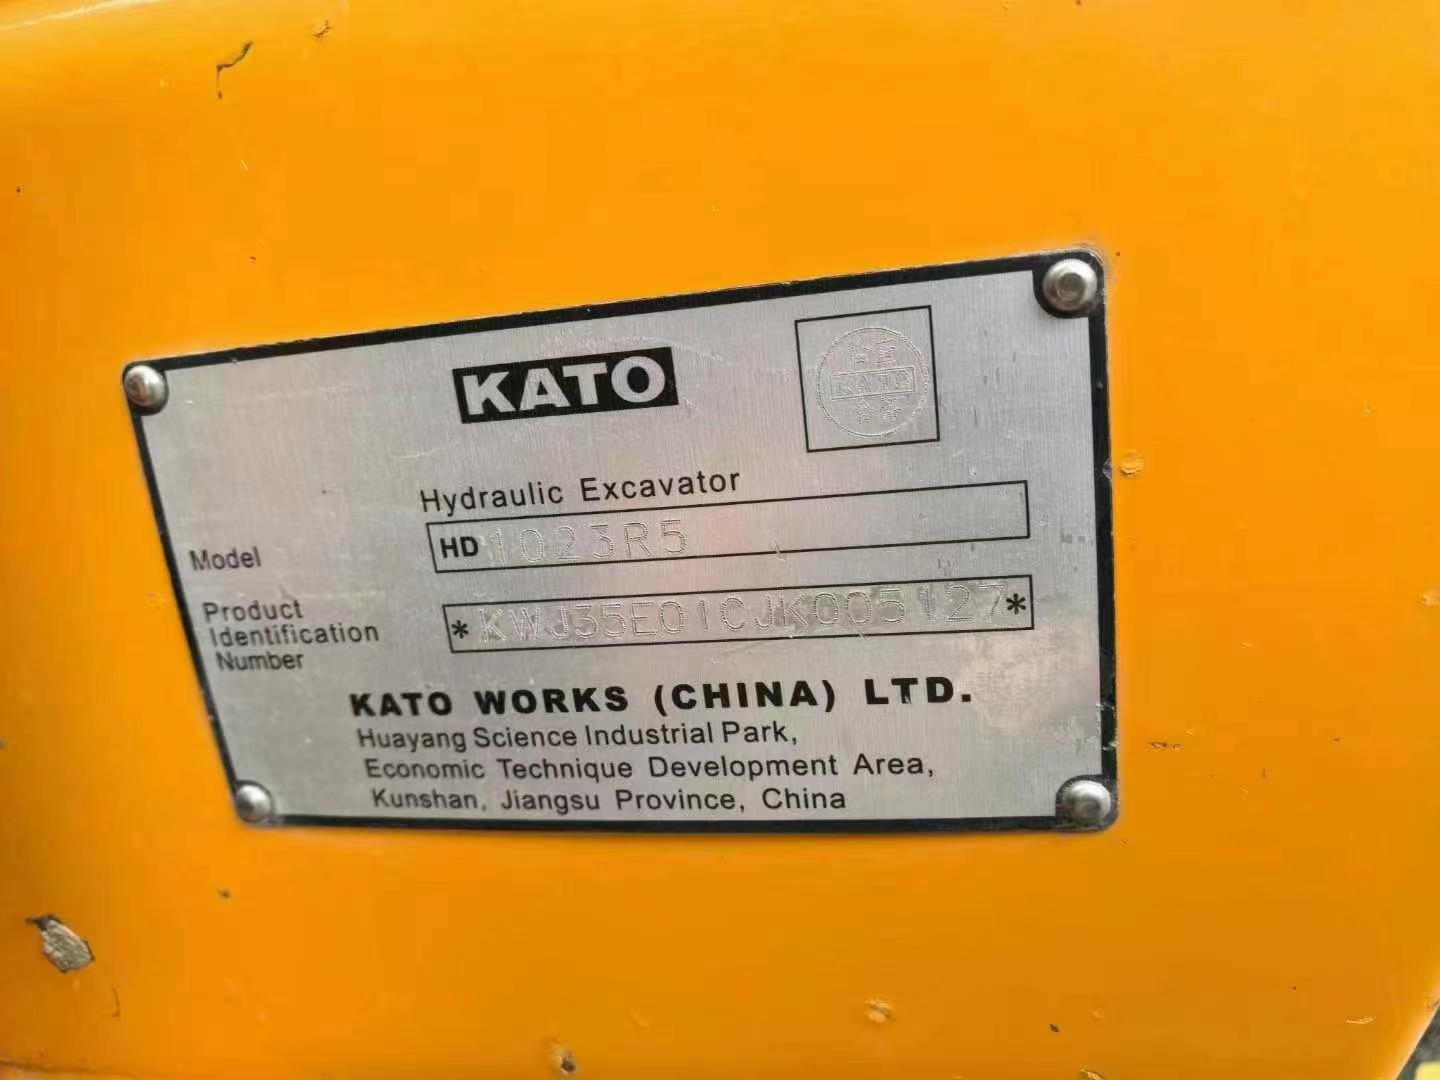 KATO
KATO
Hydraulic Excavator
Model HD 1023R5
Product
Identification
Number
*KWJ35E01CJK005127*
KATO WORKS (CHINA) LTD.
Huayang Science Industrial Park,
Economic Technique Development Area,
Kunshan, Jiangsu Province, China